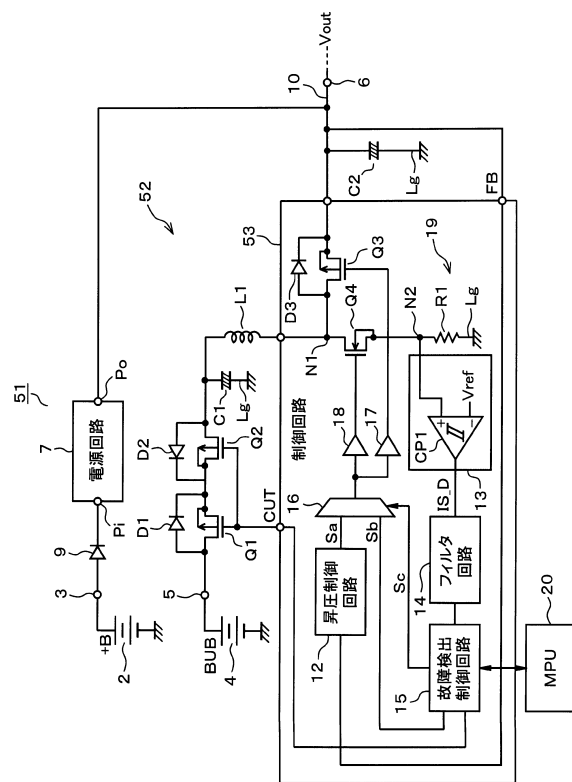 51
52
7
電源回路
Pi
Po
9
3
+B
2
5
BUB
4
D1
D2
Q1
Q2
C1
Lg
L1
CUT
53
制御回路
N1
D3
Q3
Q4
10
6
Vout
C2
Lg
FB
19
N2
R1
Lg
18
17
16
Sa
Sb
Sc
12
昇圧制御
回路
CP1
+
-
Vref
13
IS_D
14
フィルタ
回路
15
故障検出
制御回路
20
MPU